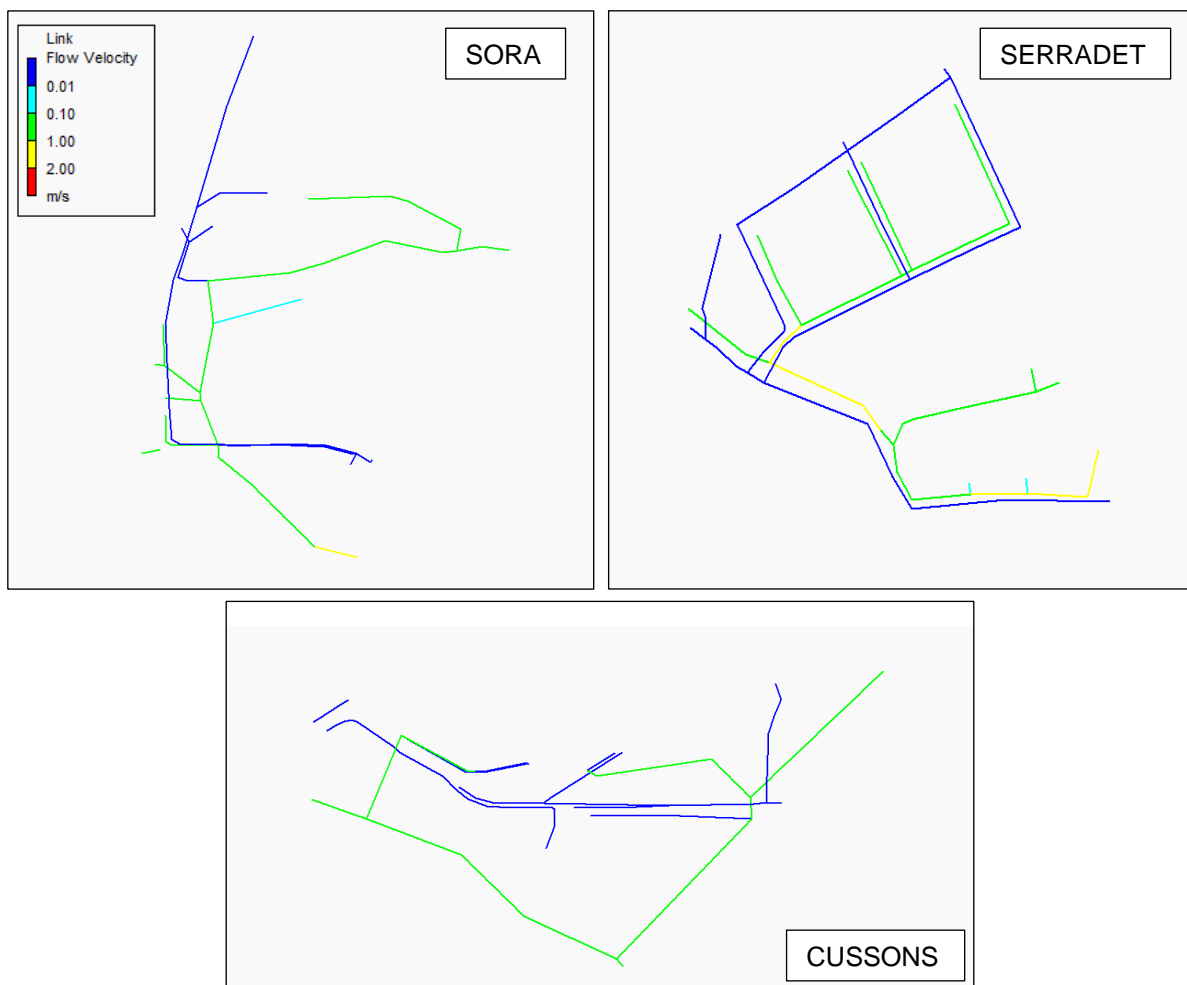 Link
Flow Velocity
0.01
0.10
1.00
2.00
m/s
SORA
SERRADET
CUSSONS